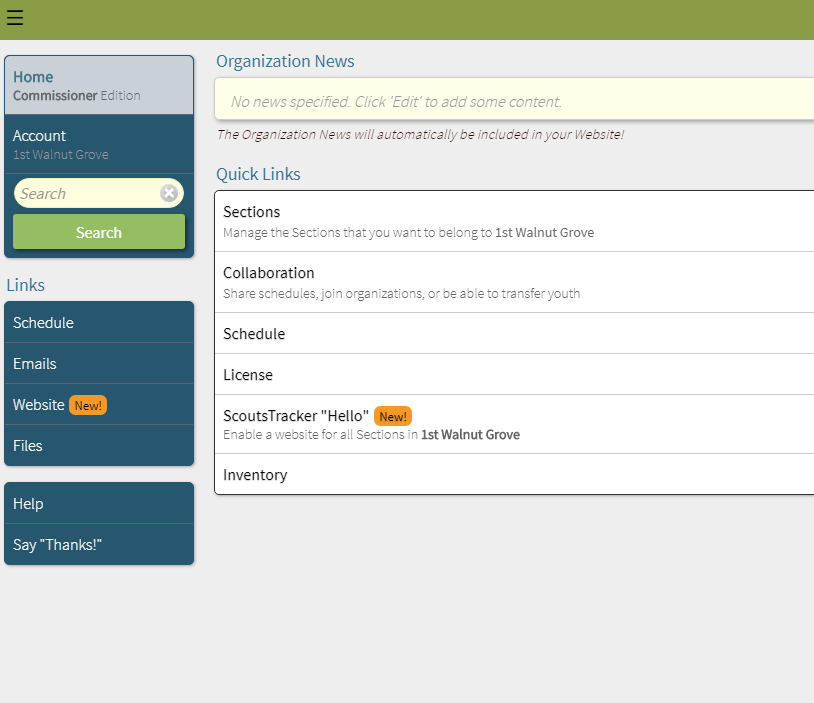 Home
Commissioner Edition
Account
1st Walnut Grove
Search
Search
Links
Schedule
Emails
Website New!
Files
Help
Say "Thanks!"
Organization News
No news specified. Click 'Edit' to add some content.
The Organization News will automatically be included in your Website!
Quick Links
Sections
Manage the Sections that you want to belong to 1st Walnut Grove
Collaboration
Share schedules, join organizations, or be able to transfer youth
Schedule
License
ScoutsTracker "Hello" New!
Enable a website for all Sections in 1st Walnut Grove
Inventory